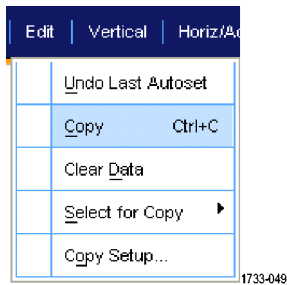 Edit Vertical Horiz/Ac
Undo Last Autoset
Copy Ctrl+C
Clear Data
Select for Copy
Copy Setup...
1733-049